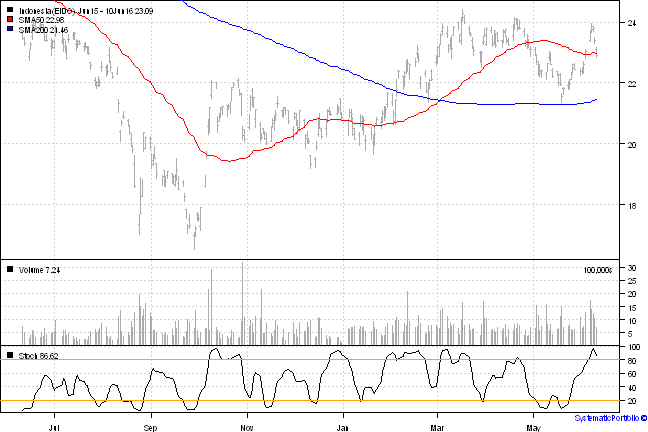 Indonesia(EIDO) Jun 15 - 10Jun16 23.09
SMA50 22.98
SMA200 21.46
24
22
20
18
Volume 7.24
100,000s
30
25
20
15
10
5
Stoch 86.62
100
80
60
40
20
Jul
Sep
Nov
Jan
Mar
May
SystematicPortfolio ©